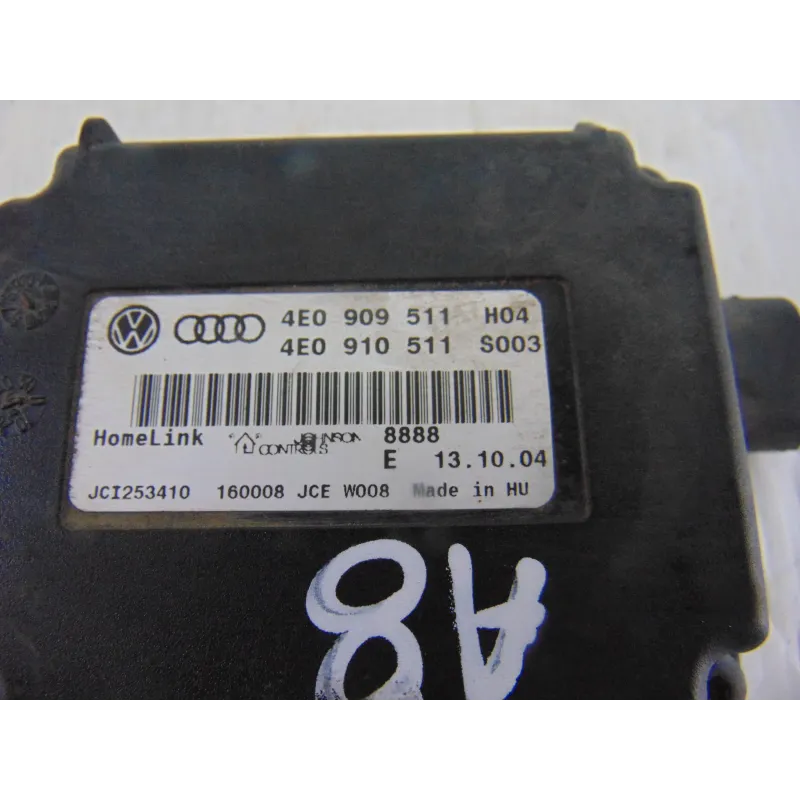 4E0 909 511 H04
4E0 910 511 S003
HomeLink JOHNSON CONTROLS 8888
E 13.10.04
JCI253410 160008 JCE W008 Made in HU
A8